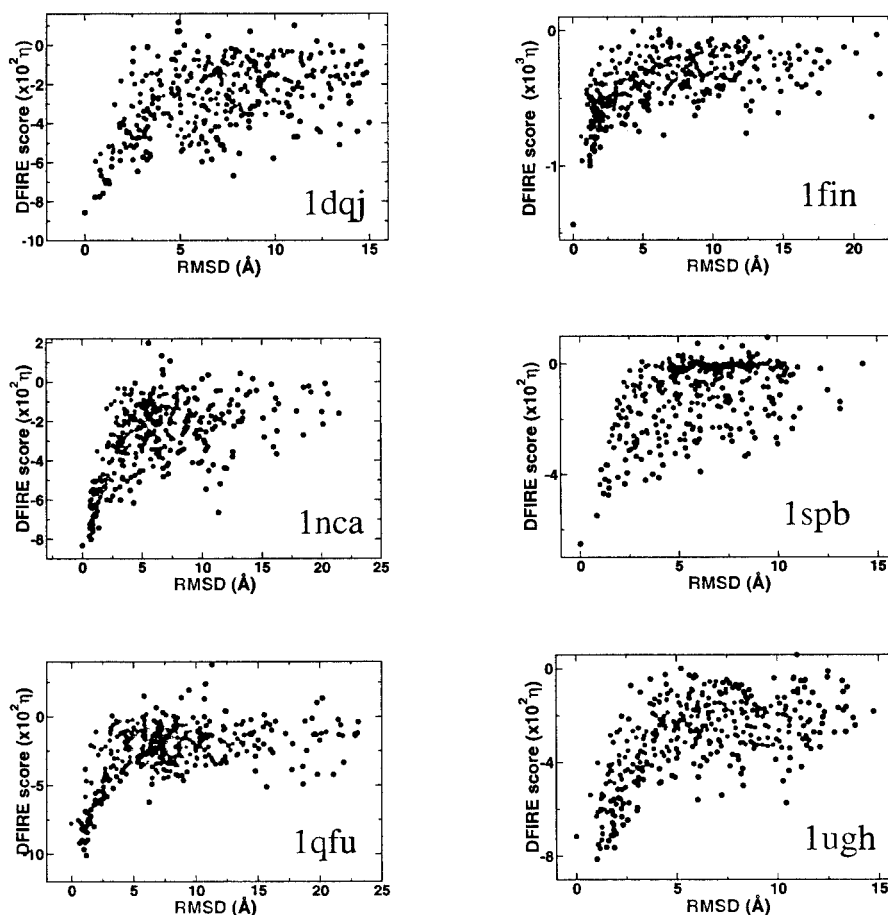 DFIRE score (x10²η)
0
-2
-4
-6
-8
-10
0 5 10 15
RMSD (Å)
1dqj
DFIRE score (x10³η)
0
-1
0 5 10 15 20
RMSD (Å)
1fin
DFIRE score (x10²η)
2
0
-2
-4
-6
-8
0 5 10 15 20 25
RMSD (Å)
1nca
DFIRE score (x10²η)
0
-4
0 5 10 15
RMSD (Å)
1spb
DFIRE score (x10²η)
0
-5
10
0 5 10 15 20 25
RMSD (Å)
1qfu
DFIRE score (x10²η)
0
-4
-8
0 5 10 15
RMSD (Å)
1ugh